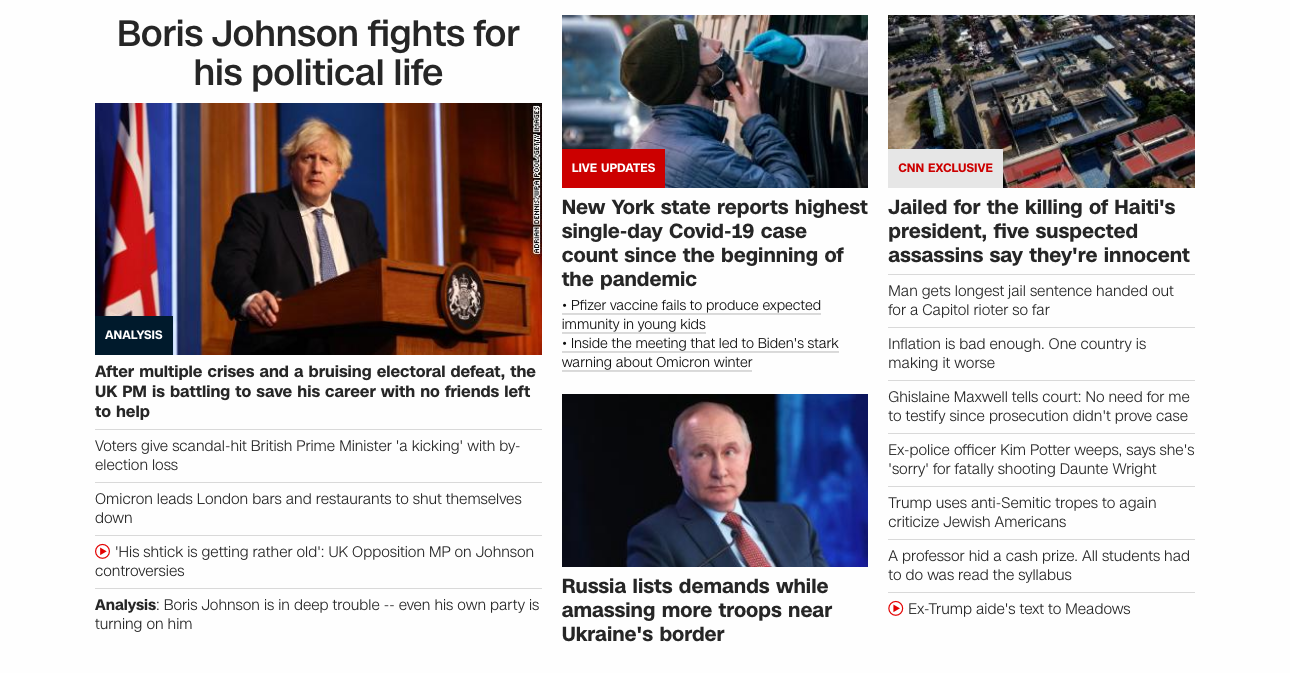 Boris Johnson fights for
his political life
ADRIAN DENNIS/WPA POOL/GETTY IMAGES
ANALYSIS
After multiple crises and a bruising electoral defeat, the
UK PM is battling to save his career with no friends left
to help
Voters give scandal-hit British Prime Minister 'a kicking' with by-
election loss
Omicron leads London bars and restaurants to shut themselves
down
'His shtick is getting rather old': UK Opposition MP on Johnson
controversies
Analysis: Boris Johnson is in deep trouble -- even his own party is
turning on him
LIVE UPDATES
New York state reports highest
single-day Covid-19 case
count since the beginning of
the pandemic
• Pfizer vaccine fails to produce expected
immunity in young kids
• Inside the meeting that led to Biden's stark
warning about Omicron winter
Russia lists demands while
amassing more troops near
Ukraine's border
CNN EXCLUSIVE
Jailed for the killing of Haiti's
president, five suspected
assassins say they're innocent
Man gets longest jail sentence handed out
for a Capitol rioter so far
Inflation is bad enough. One country is
making it worse
Ghislaine Maxwell tells court: No need for me
to testify since prosecution didn't prove case
Ex-police officer Kim Potter weeps, says she's
'sorry' for fatally shooting Daunte Wright
Trump uses anti-Semitic tropes to again
criticize Jewish Americans
A professor hid a cash prize. All students had
to do was read the syllabus
Ex-Trump aide's text to Meadows